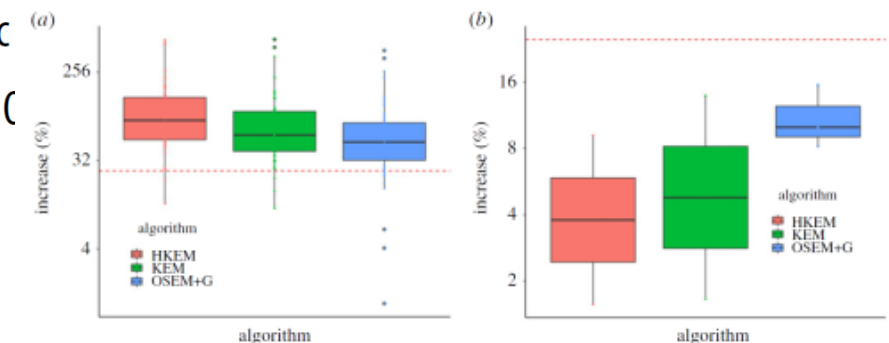 (a)
256
32
4
increase (%)
algorithm
HKEM
KEM
OSEM+G
algorithm
(b)
16
8
4
2
increase (%)
algorithm
HKEM
KEM
OSEM+G
algorithm